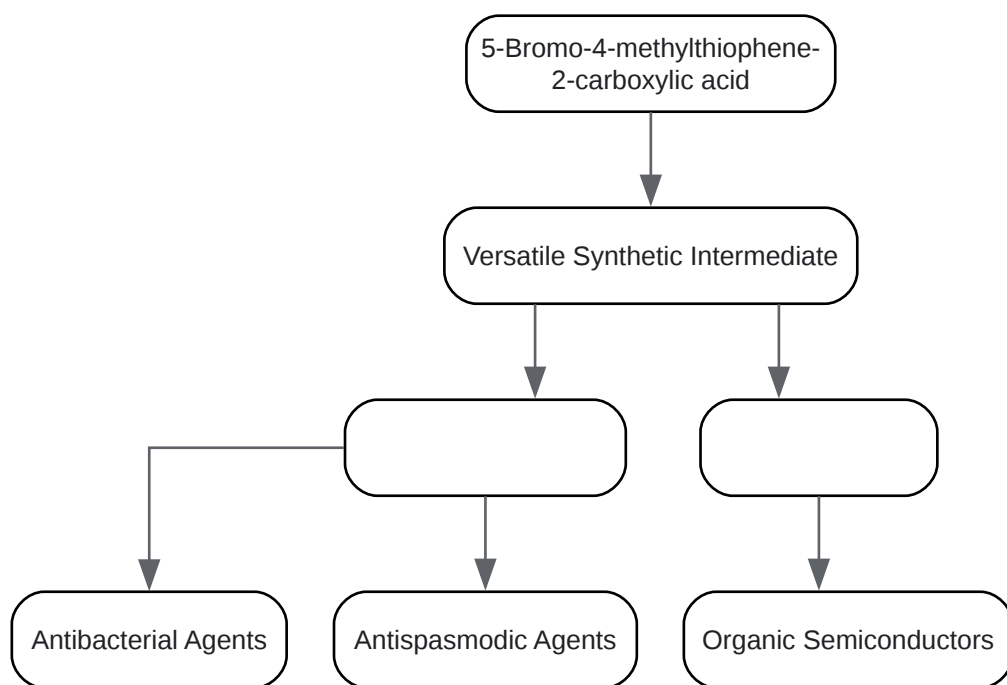 5-Bromo-4-methylthiophene-
2-carboxylic acid
Versatile Synthetic Intermediate
Antibacterial Agents
Antispasmodic Agents
Organic Semiconductors